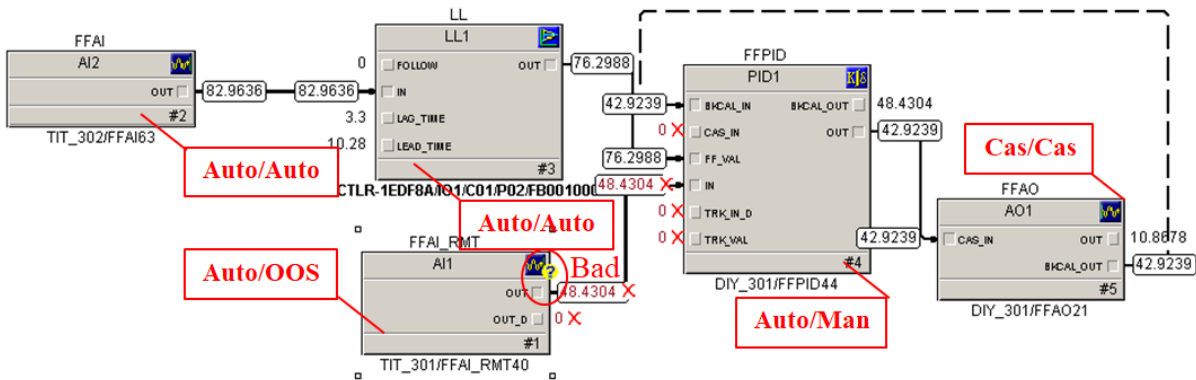 FFAI
AI2
OUT
#2
TIT_302/FFAI63
82.9636
82.9636
Auto/Auto
LL
LL1
0
FOLLOW
OUT
76.2988
IN
3.3
LAG_TIME
10.28
LEAD_TIME
#3
CTLR-1EDF8A/IO1/C01/P02/FB001000
Auto/Auto
FFAI_RMT
AI1
Bad
OUT
48.4304
OUT_D
0
#1
TIT_301/FFAI_RMT40
Auto/OOS
FFPID
PID1
42.9239
BKCAL_IN
BKCAL_OUT
48.4304
0
CAS_IN
OUT
42.9239
76.2988
FF_VAL
48.4304
IN
0
TRK_IN_D
0
TRK_VAL
#4
DIY_301/FFPID44
Auto/Man
Cas/Cas
FFAO
AO1
42.9239
CAS_IN
OUT
10.8678
BKCAL_OUT
42.9239
#5
DIY_301/FFAO21